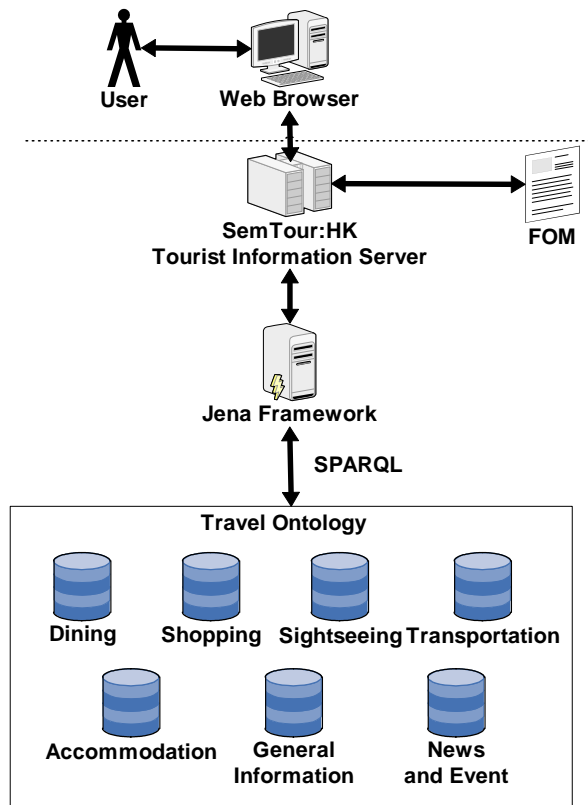 User
Web Browser
SemTour:HK
Tourist Information Server
FOM
Jena Framework
SPARQL
Travel Ontology
Dining
Shopping
Sightseeing
Transportation
Accommodation
General
Information
News
and Event